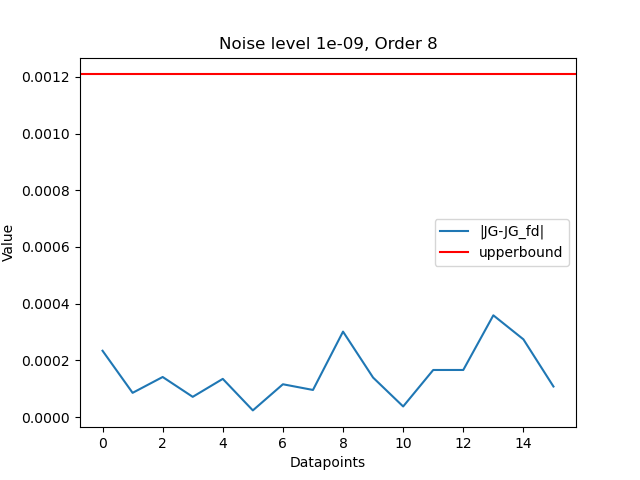 Noise level 1e-09, Order 8
Value
0.0012
0.0010
0.0008
0.0006
0.0004
0.0002
0.0000
|JG-JG_fd|
upperbound
0 2 4 6 8 10 12 14
Datapoints